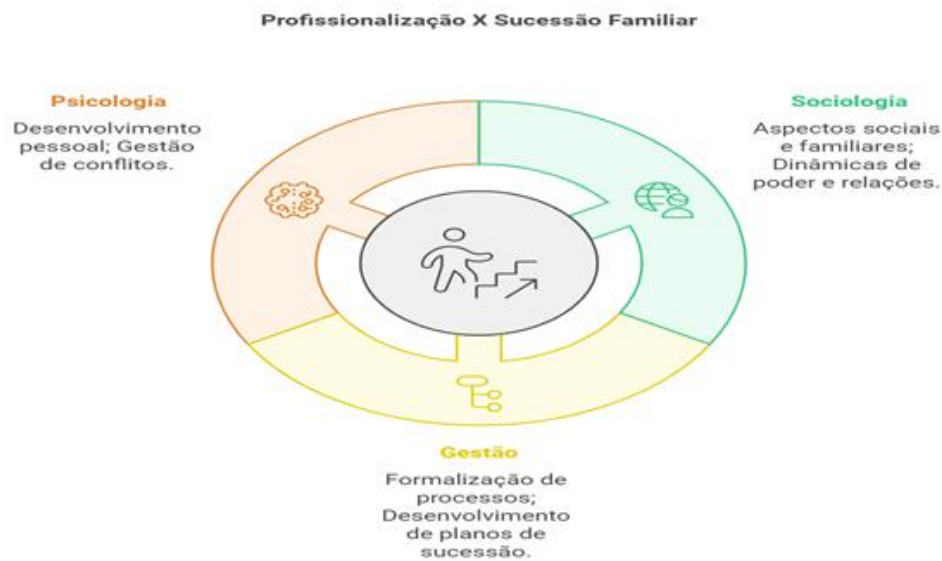 Profissionalização X Sucessão Familiar
Psicologia
Desenvolvimento
pessoal; Gestão
de conflitos.
Sociologia
Aspectos sociais
e familiares;
Dinâmicas de
poder e relações.
Gestão
Formalização de
processos;
Desenvolvimento
de planos de
sucessão.